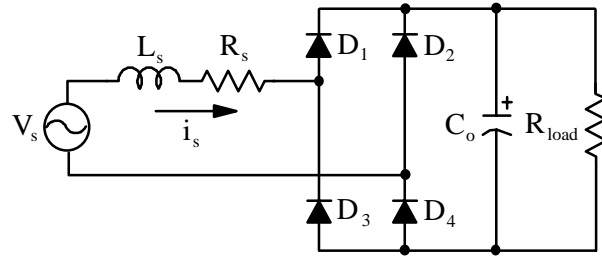 L_s R_s D_1 D_2
V_s i_s C_o + R_load
D_3 D_4